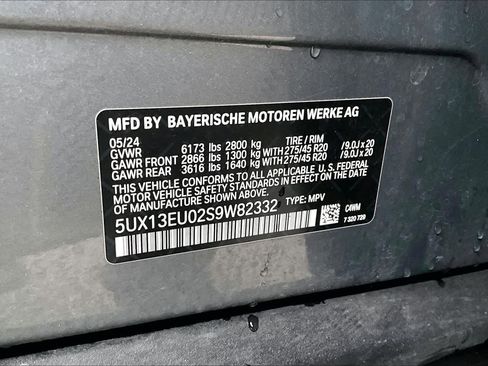 MFD BY BAYERISCHE MOTOREN WERKE AG
05/24
GVWR 6173 lbs 2800 kg TIRE / RIM
GAWR FRONT 2866 lbs 1300 kg WITH 275/45 R20 /9.0J x 20
GAWR REAR 3616 lbs 1640 kg WITH 275/45 R20 /9.0J x 20
THIS VEHICLE CONFORMS TO ALL APPLICABLE U.S. FEDERAL
MOTOR VEHICLE SAFETY STANDARDS IN EFFECT ON THE
DATE OF MANUFACTURE SHOWN ABOVE.
5UX13EU02S9W82332 TYPE: MPV
C4WM
7 320 720